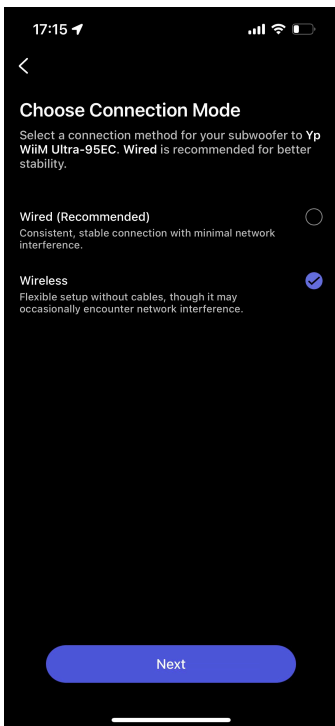 17:15
Choose Connection Mode
Select a connection method for your subwoofer to Yp
WiiM Ultra-95EC. Wired is recommended for better
stability.
Wired (Recommended)
Consistent, stable connection with minimal network
interference.
Wireless
Flexible setup without cables, though it may
occasionally encounter network interference.
Next